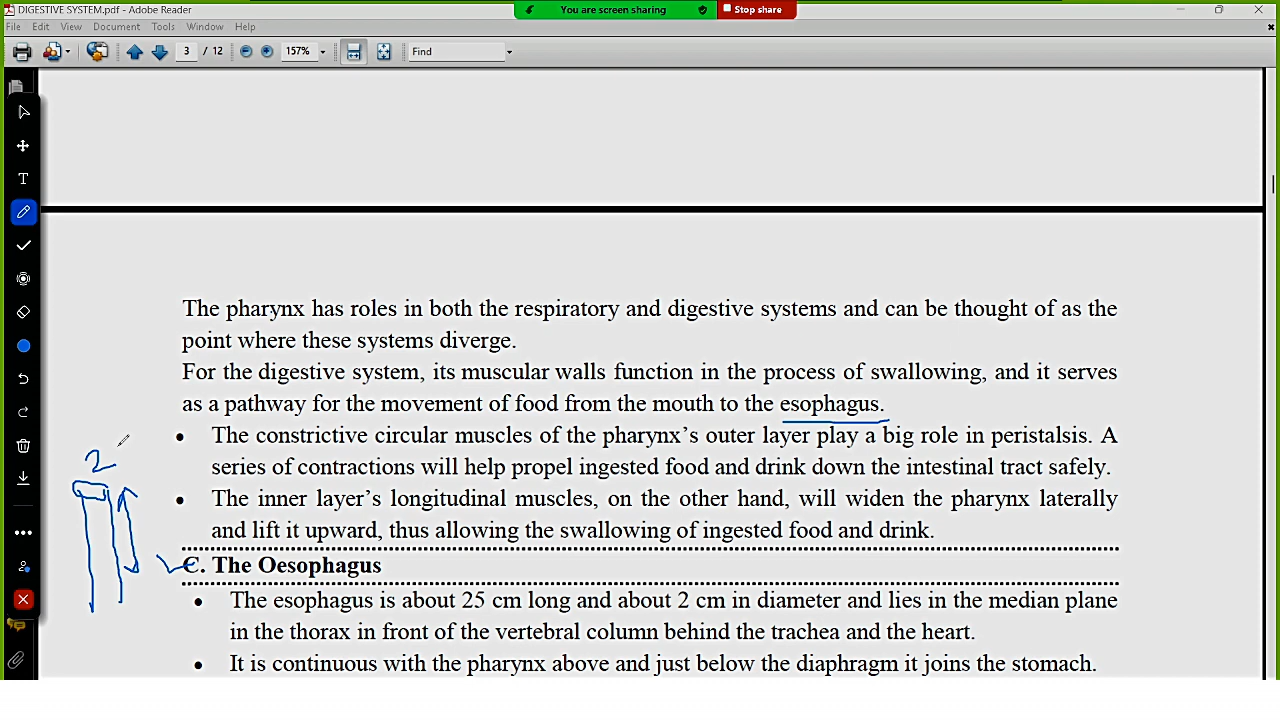 DIGESTIVE SYSTEM.pdf - Adobe Reader
You are screen sharing
Stop share
File Edit View Document Tools Window Help
3 / 12 157% Find
T
The pharynx has roles in both the respiratory and digestive systems and can be thought of as the
point where these systems diverge.
For the digestive system, its muscular walls function in the process of swallowing, and it serves
as a pathway for the movement of food from the mouth to the esophagus.
• The constrictive circular muscles of the pharynx’s outer layer play a big role in peristalsis. A
series of contractions will help propel ingested food and drink down the intestinal tract safely.
• The inner layer’s longitudinal muscles, on the other hand, will widen the pharynx laterally
and lift it upward, thus allowing the swallowing of ingested food and drink.
2
C. The Oesophagus
• The esophagus is about 25 cm long and about 2 cm in diameter and lies in the median plane
in the thorax in front of the vertebral column behind the trachea and the heart.
• It is continuous with the pharynx above and just below the diaphragm it joins the stomach.